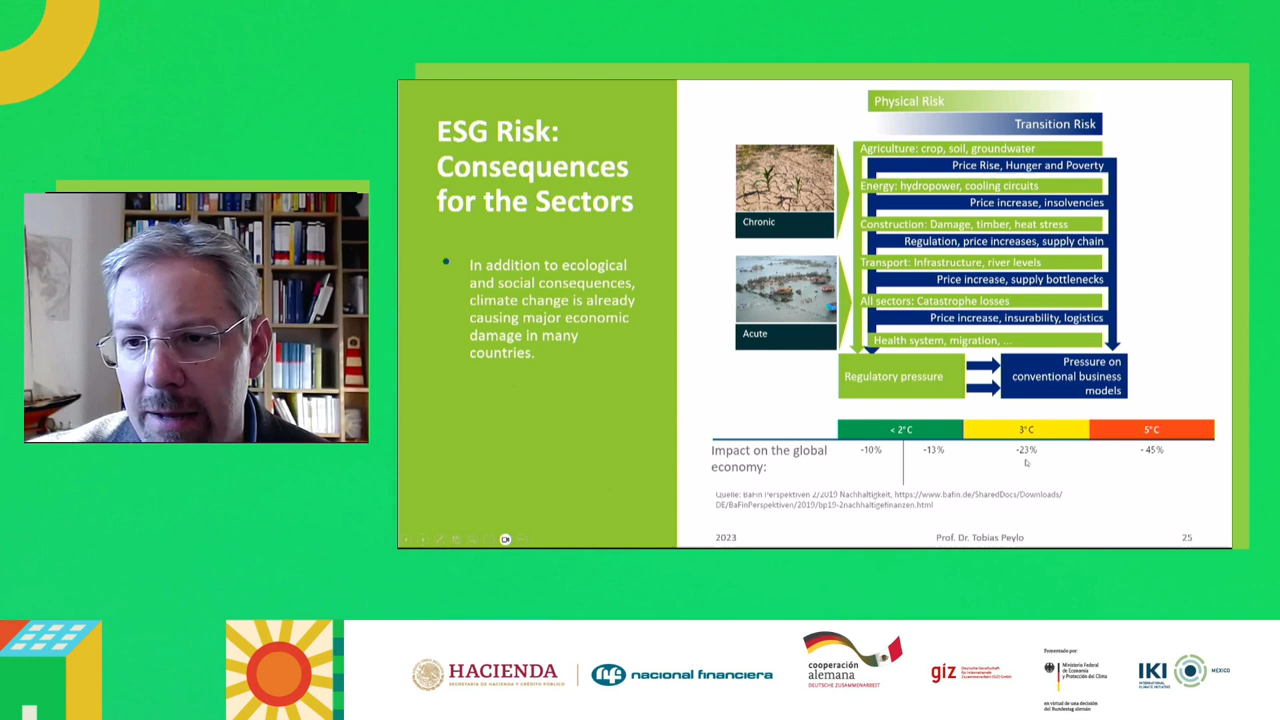 ESG Risk:
Consequences
for the Sectors
In addition to ecological
and social consequences,
climate change is already
causing major economic
damage in many
countries.
Physical Risk
Transition Risk
Chronic
Acute
Agriculture: crop, soil, groundwater
Price Rise, Hunger and Poverty
Energy: hydropower, cooling circuits
Price increase, insolvencies
Construction: Damage, timber, heat stress
Regulation, price increases, supply chain
Transport: Infrastructure, river levels
Price increase, supply bottlenecks
All sectors: Catastrophe losses
Price increase, insurability, logistics
Health system, migration, ...
Regulatory pressure
Pressure on
conventional business
models
< 2°C
3°C
5°C
Impact on the global
economy:
-10%
-13%
-23%
- 45%
Quelle: BaFin Perspektiven 2/2019 Nachhaltigkeit, https://www.bafin.de/SharedDocs/Downloads/
DE/BaFinPerspektiven/2019/bp19-2nachhaltigefinanzen.html
2023
Prof. Dr. Tobias Peylo
25
HACIENDA
SECRETARÍA DE HACIENDA Y CRÉDITO PÚBLICO
nacional financiera
cooperación
alemana
DEUTSCHE ZUSAMMENARBEIT
giz
Deutsche Gesellschaft
für Internationale
Zusammenarbeit (GIZ) GmbH
Fomentado por:
Ministerio Federal
de Economía
y Protección del Clima
en virtud de una decisión
del Bundestag alemán
IKI
INTERNATIONAL
CLIMATE INITIATIVE
MEXICO